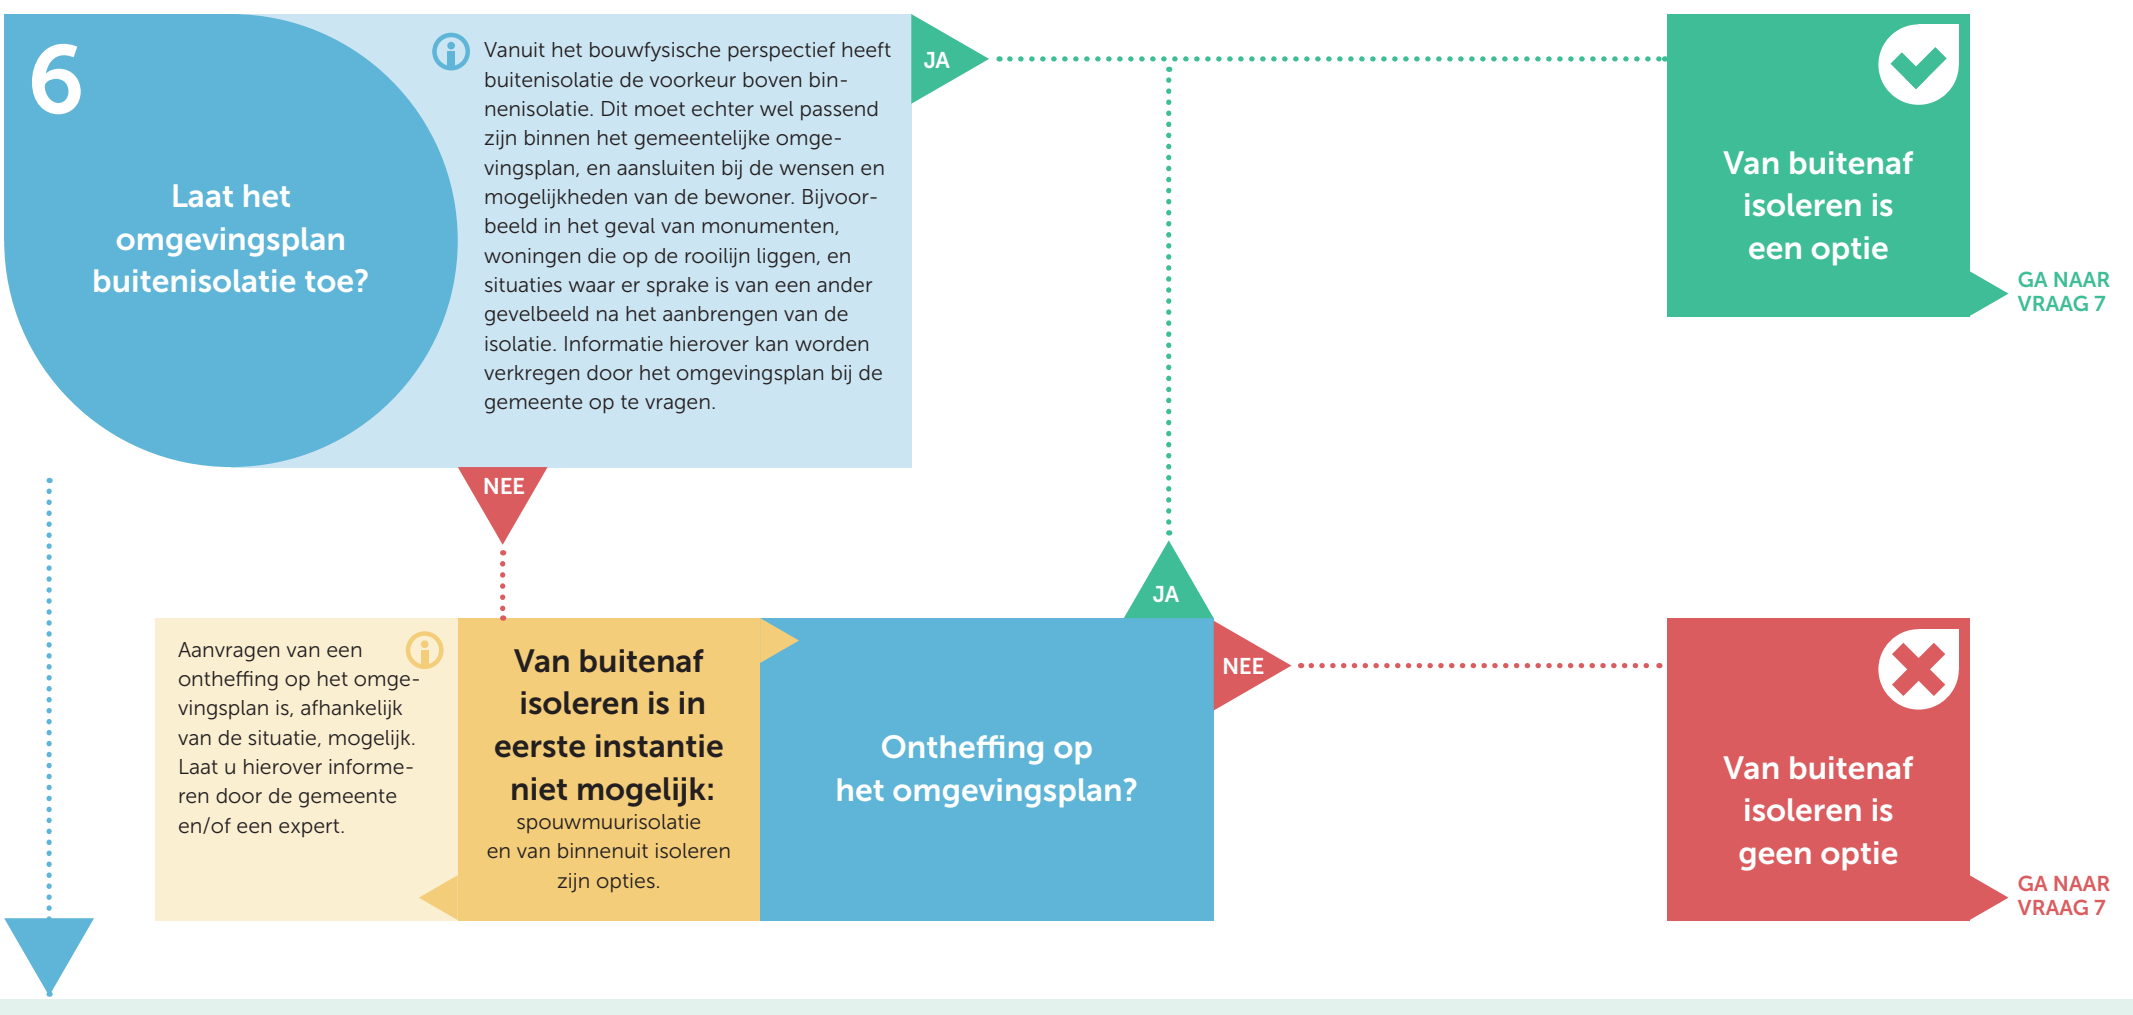 6
Laat het
omgevingsplan
buitenisolatie toe?
Vanuit het bouwfysische perspectief heeft
buitenisolatie de voorkeur boven bin-
nenisolatie. Dit moet echter wel passend
zijn binnen het gemeentelijke omge-
vingsplan, en aansluiten bij de wensen en
mogelijkheden van de bewoner. Bijvoor-
beeld in het geval van monumenten,
woningen die op de rooilijn liggen, en
situaties waar er sprake is van een ander
gevelbeeld na het aanbrengen van de
isolatie. Informatie hierover kan worden
verkregen door het omgevingsplan bij de
gemeente op te vragen.
JA
Van buitenaf
isoleren is
een optie
GA NAAR
VRAAG 7
NEE
Aanvragen van een
ontheffing op het omge-
vingsplan is, afhankelijk
van de situatie, mogelijk.
Laat u hierover informe-
ren door de gemeente
en/of een expert.
Van buitenaf
isoleren is in
eerste instantie
niet mogelijk:
spouwmuurisolatie
en van binnenuit isoleren
zijn opties.
Ontheffing op
het omgevingsplan?
JA
NEE
Van buitenaf
isoleren is
geen optie
GA NAAR
VRAAG 7